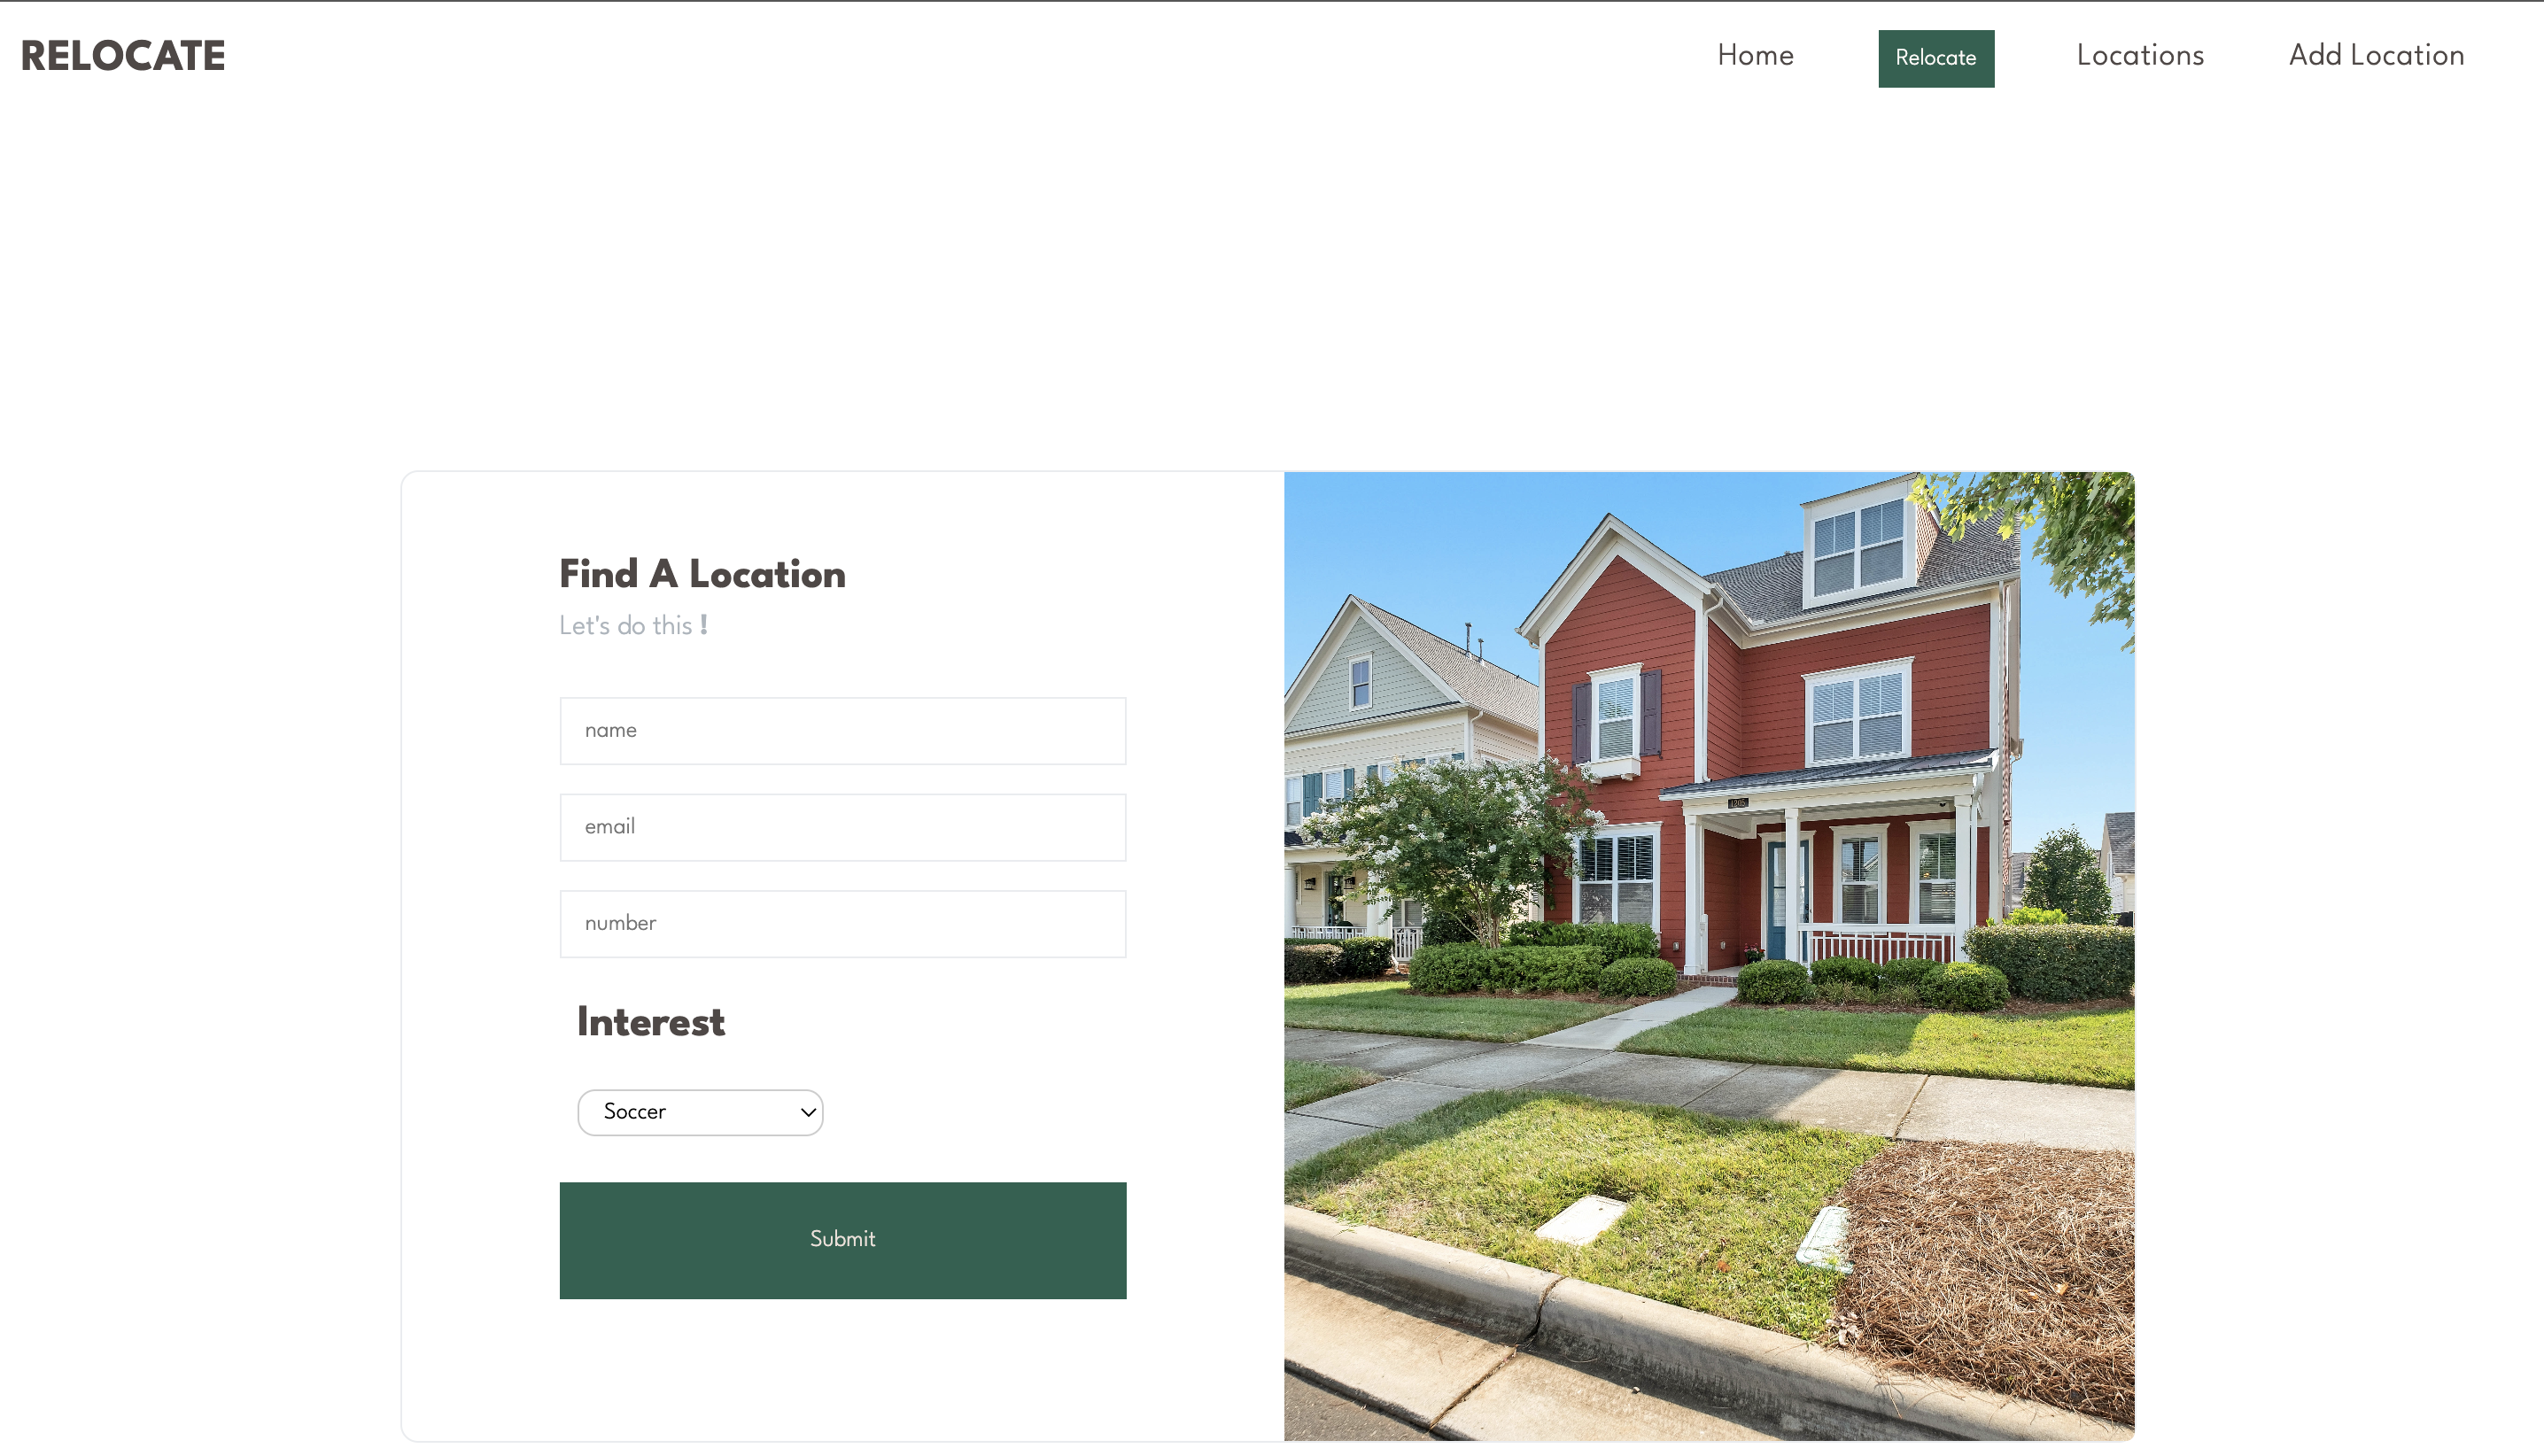 RELOCATE
Home Relocate Locations Add Location
Find A Location
Let's do this !
name
email
number
Interest
Soccer
Submit